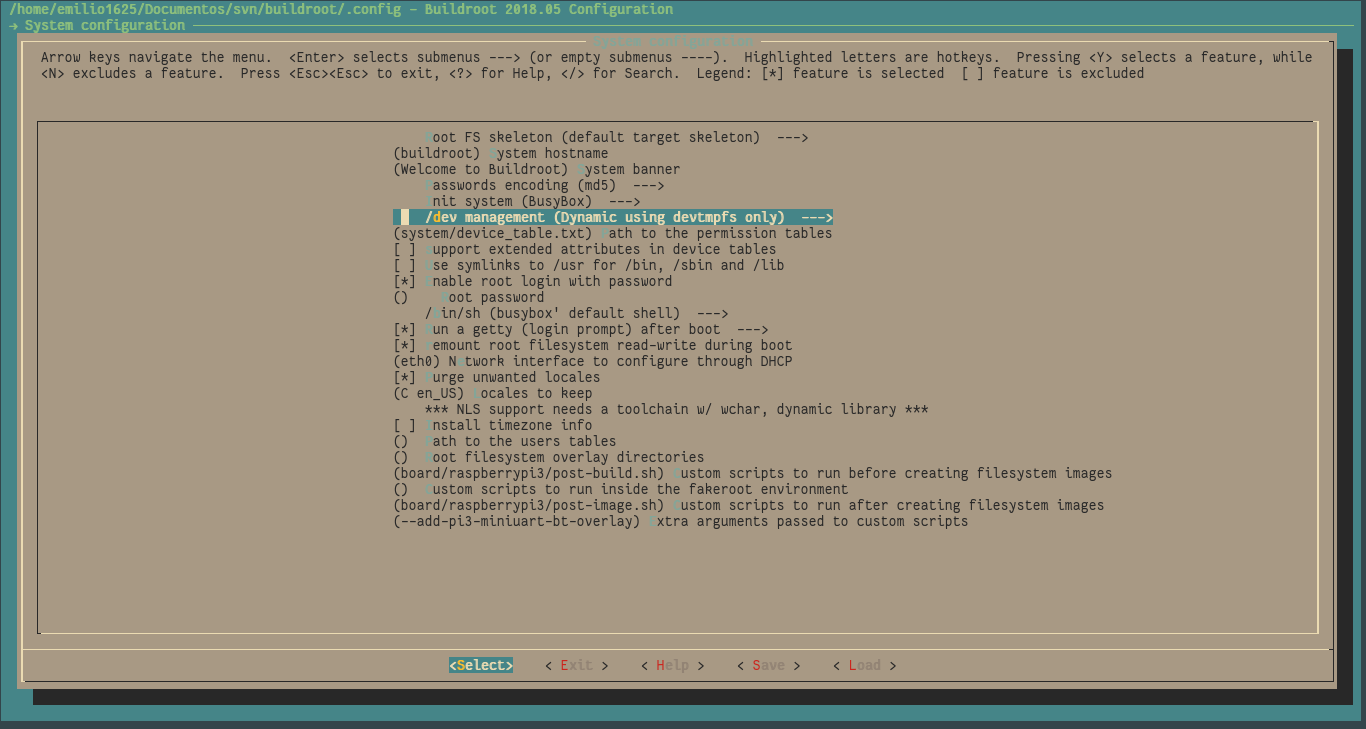 /home/emilio1625/Documentos/svn/buildroot/.config - Buildroot 2018.05 Configuration
→ System configuration
System configuration
Arrow keys navigate the menu.  <Enter> selects submenus ---> (or empty submenus ----).  Highlighted letters are hotkeys.  Pressing <Y> selects a feature, while
<N> excludes a feature.  Press <Esc><Esc> to exit, <?> for Help, </> for Search.  Legend: [*] feature is selected  [ ] feature is excluded
Root FS skeleton (default target skeleton)  --->
(buildroot) System hostname
(Welcome to Buildroot) System banner
Passwords encoding (md5)  --->
Init system (BusyBox)  --->
/dev management (Dynamic using devtmpfs only)  --->
(system/device_table.txt) Path to the permission tables
[ ] Support extended attributes in device tables
[ ] Use symlinks to /usr for /bin, /sbin and /lib
[*] Enable root login with password
()    Root password
/bin/sh (busybox' default shell)  --->
[*] Run a getty (login prompt) after boot  --->
[*] Remount root filesystem read-write during boot
(eth0) Network interface to configure through DHCP
[*] Purge unwanted locales
(C en_US) Locales to keep
*** NLS support needs a toolchain w/ wchar, dynamic library ***
[ ] Install timezone info
()  Path to the users tables
()  Root filesystem overlay directories
(board/raspberrypi3/post-build.sh) Custom scripts to run before creating filesystem images
()  Custom scripts to run inside the fakeroot environment
(board/raspberrypi3/post-image.sh) Custom scripts to run after creating filesystem images
(--add-pi3-miniuart-bt-overlay) Extra arguments passed to custom scripts
<Select>    < Exit >    < Help >    < Save >    < Load >